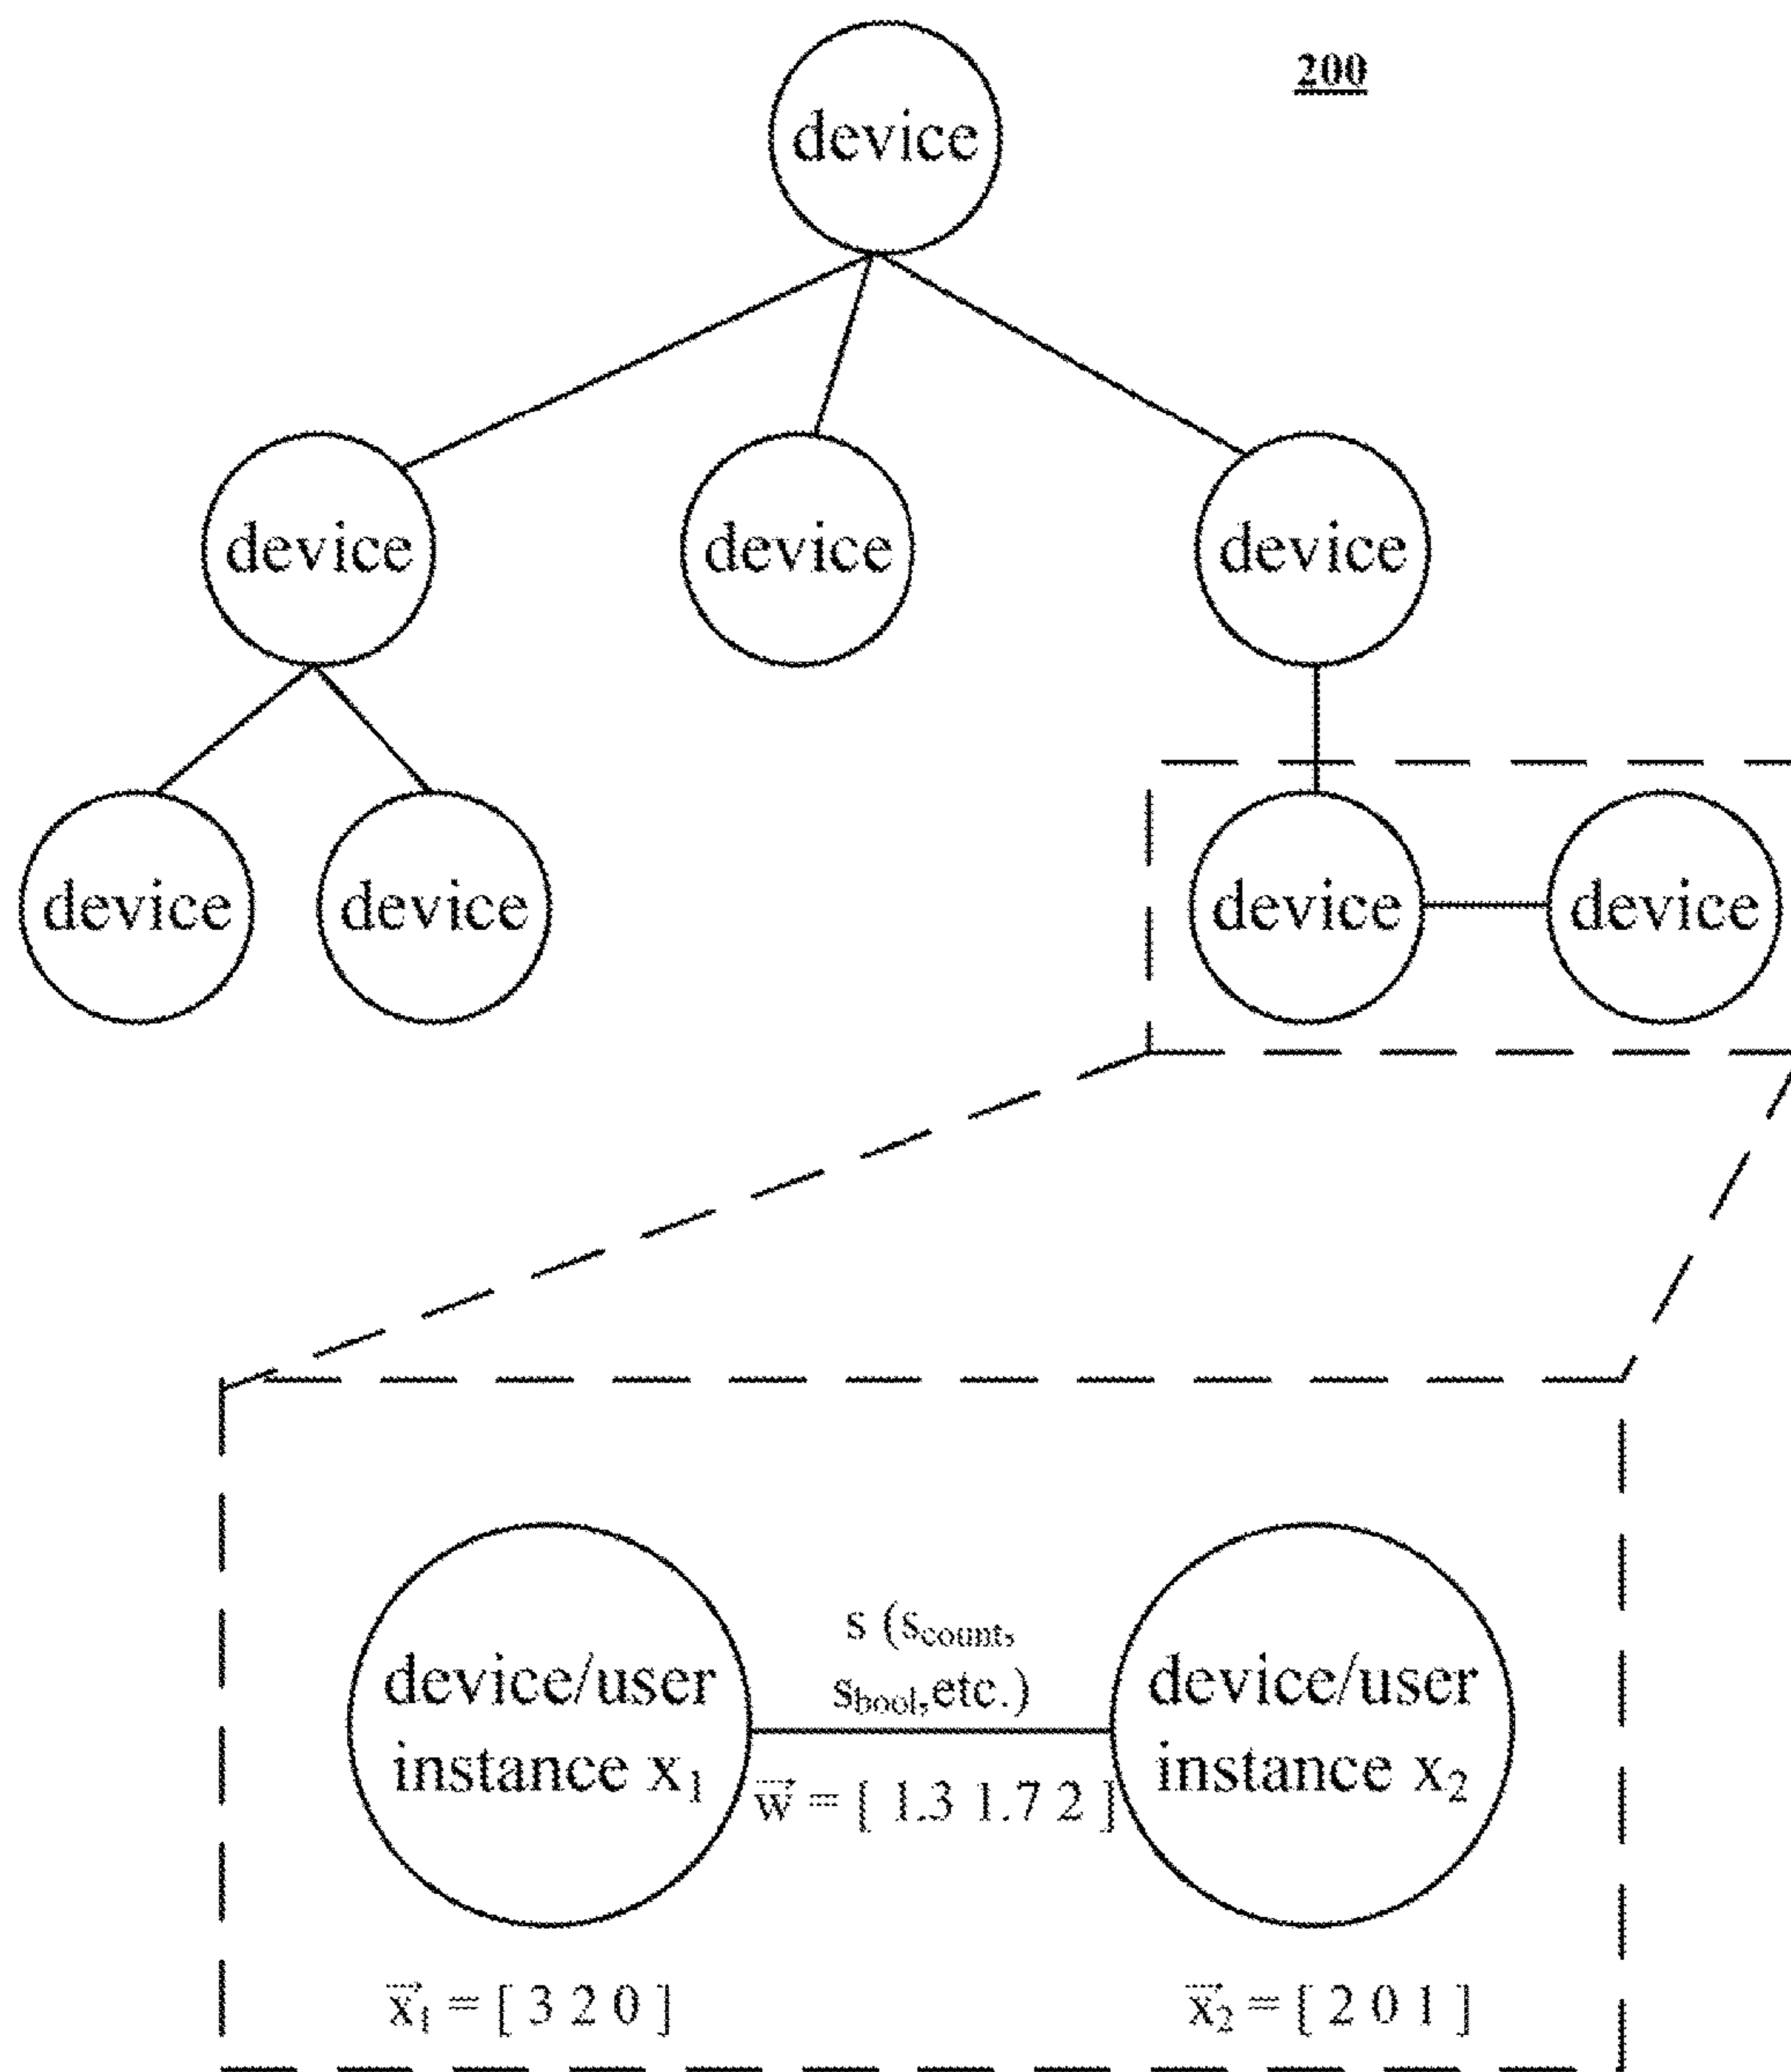 200
device
device
device
device
device
device
device
device
s (s_count,
s_bool, etc.)
device/user
instance x₁
device/user
instance x₂
w⃗ = [ 1.3 1.7 2 ]
x⃗₁ = [ 3 2 0 ]
x⃗₂ = [ 2 0 1 ]